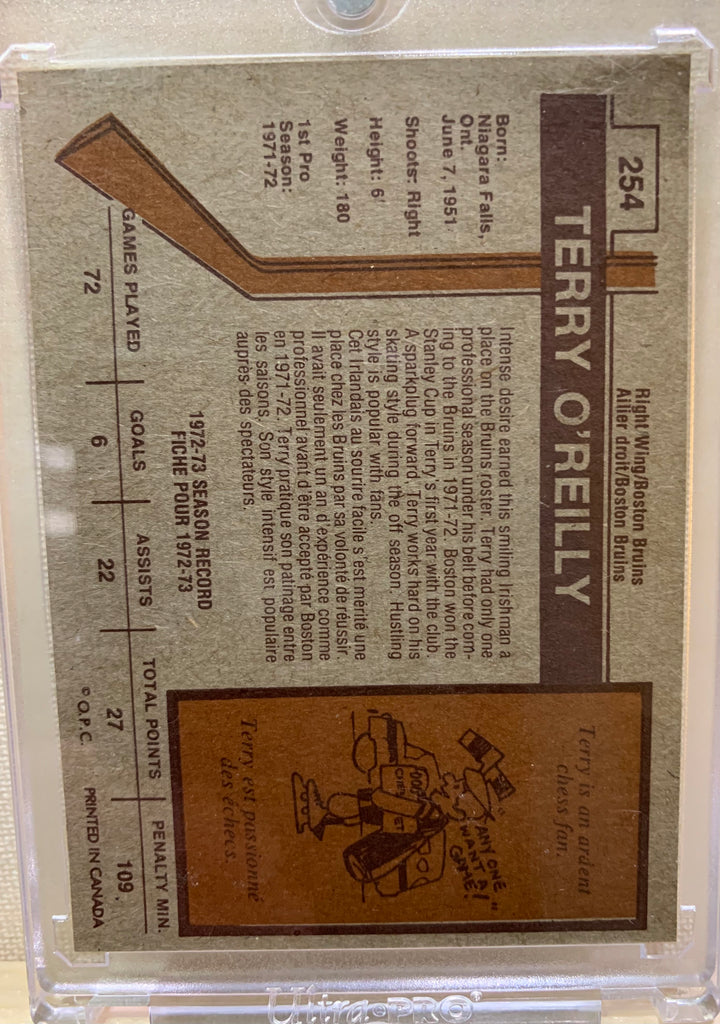 254
Right Wing/Boston Bruins
Ailier droit/Boston Bruins
TERRY O'REILLY
Born:
Niagara Falls,
Ont.
June 7, 1951
Shoots: Right
Height: 6'
Weight: 180
1st Pro
Season:
1971-72
Intense desire earned this smiling Irishman a
place on the Bruins roster. Terry had only one
professional season under his belt before com-
ing to the Bruins in 1971-72. Boston won the
Stanley Cup in Terry's first year with the club.
A sparkplug forward, Terry works hard on his
skating style during the off season. Hustling
style is popular with fans.
Cet Irlandais au sourire facile s'est mérité une
place chez les Bruins par sa volonté de réussir.
Il avait seulement un an d'expérience comme
professionnel avant d'être accepté par Boston
en 1971-72. Terry pratique son patinage entre
les saisons. Son style intensif est populaire
auprès des spectateurs.
Terry is an ardent
chess fan.
"ANY ONE
WANT A
GAME!"
CHEW
Terry est passionné
des échecs.
1972-73 SEASON RECORD
FICHE POUR 1972-73
GAMES PLAYED GOALS ASSISTS TOTAL POINTS PENALTY MIN.
72 6 22 27 109
© O.P.C. PRINTED IN CANADA
Ultra•PRO®